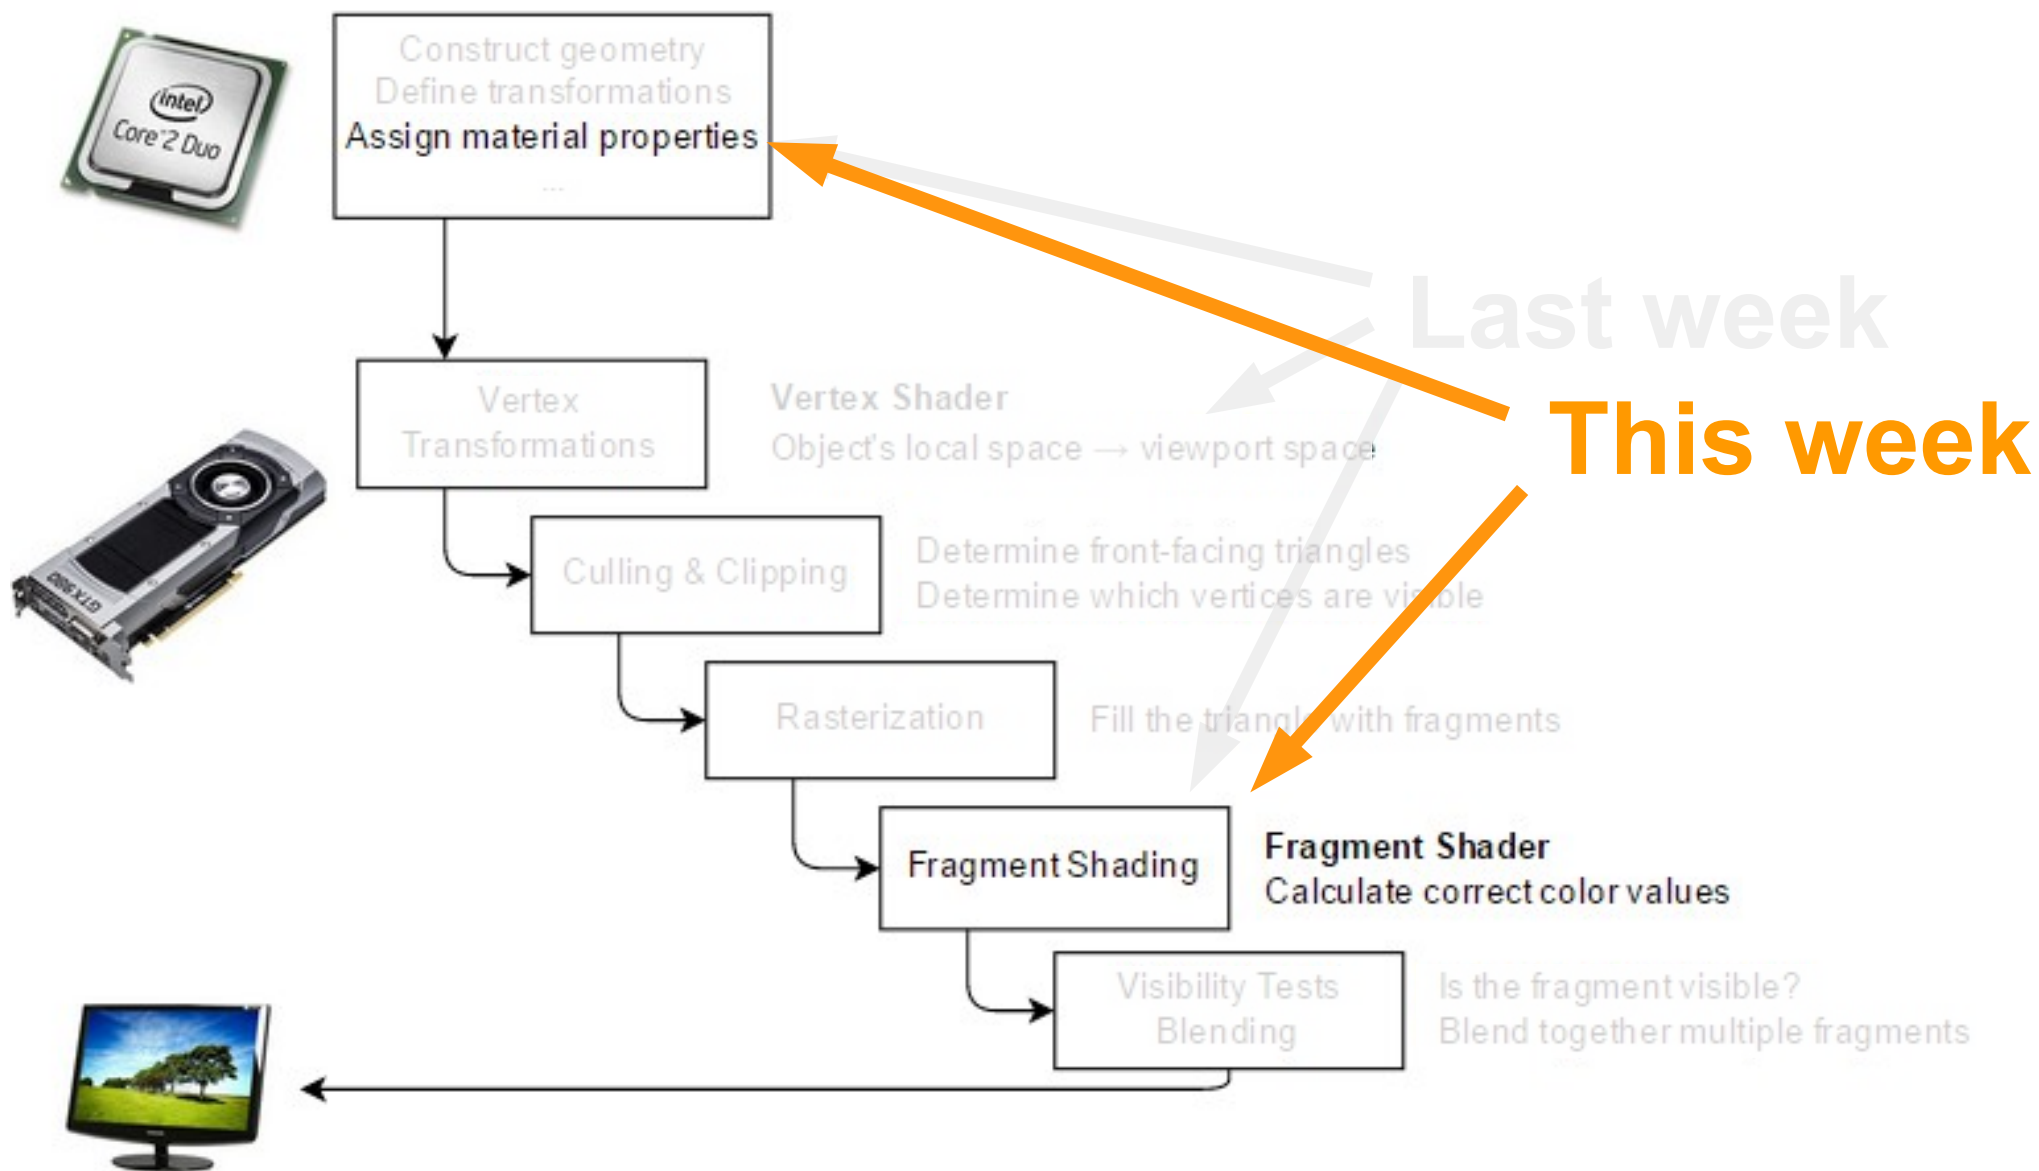 intel
Core™2 Duo
Construct geometry
Define transformations
Assign material properties
...
Last week
This week
Vertex
Transformations
Vertex Shader
Object's local space → viewport space
Culling & Clipping
Determine front-facing triangles
Determine which vertices are visible
GTX 980
Rasterization
Fill the triangle with fragments
Fragment Shading
Fragment Shader
Calculate correct color values
Visibility Tests
Blending
Is the fragment visible?
Blend together multiple fragments